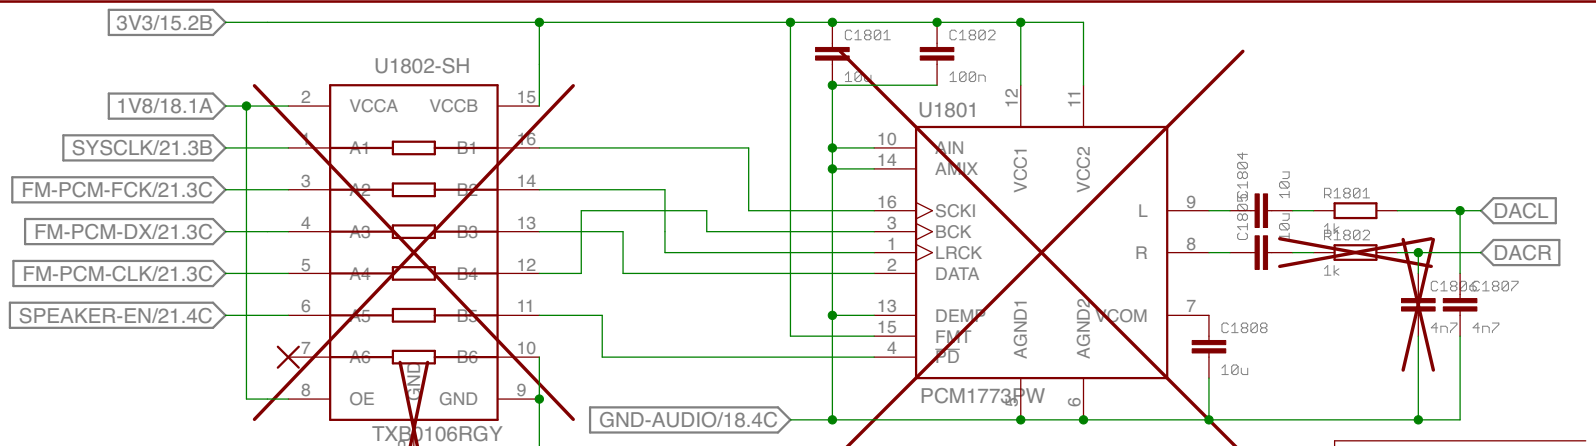 3V3/15.2B
C1801
C1802
10u
100n
U1802-SH
U1801
1V8/18.1A
2
VCCA
VCCB
15
12
11
SYSCLK/21.3B
1
A1
B1
16
10
AIN
14
AMIX
VCC1
VCC2
FM-PCM-FCK/21.3C
3
A2
B2
14
16
SCKI
L
9
C1804
10u
R1801
1k
DACL
FM-PCM-DX/21.3C
4
A3
B3
13
3
BCK
1
LRCK
R
8
C1805
10u
R1802
1k
DACR
FM-PCM-CLK/21.3C
5
A4
B4
12
2
DATA
SPEAKER-EN/21.4C
6
A5
B5
11
13
DEMP
15
FMT
4
PD
AGND1
AGND2
VCOM
7
C1806
4n7
C1807
4n7
C1808
10u
7
A6
B6
10
GND
8
OE
GND
9
TXB0106RGY
PCM1773PW
5
6
GND-AUDIO/18.4C